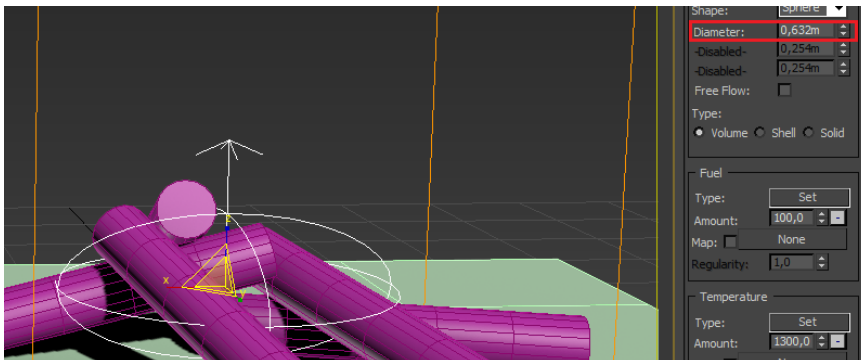 Shape: Sphere
Diameter: 0,632m
-Disabled- 0,254m
-Disabled- 0,254m
Free Flow:
Type:
Volume Shell Solid
Fuel
Type: Set
Amount: 100,0 -
Map: None
Regularity: 1,0
Temperature
Type: Set
Amount: 1300,0 -
z
x
y